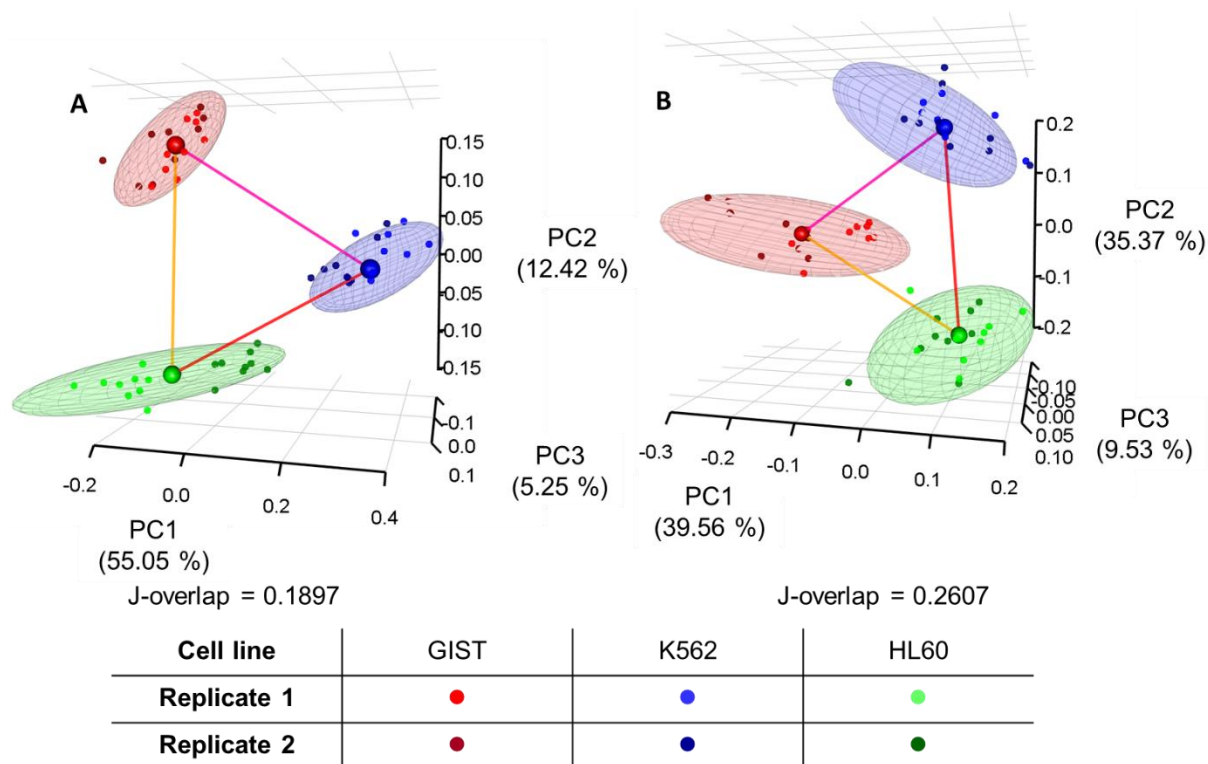 A
0.15
0.10
0.05
0.00
0.05
0.10
0.15
PC2
(12.42 %)
-0.1
0.0
0.1
PC3
(5.25 %)
-0.2
0.0
0.2
0.4
PC1
(55.05 %)
J-overlap = 0.1897
B
0.2
0.1
0.0
-0.1
-0.2
PC2
(35.37 %)
-0.10
-0.05
0.00
0.05
0.10
PC3
(9.53 %)
-0.3
-0.2
-0.1
0.0
0.1
0.2
PC1
(39.56 %)
J-overlap = 0.2607
Cell line GIST K562 HL60
Replicate 1
Replicate 2